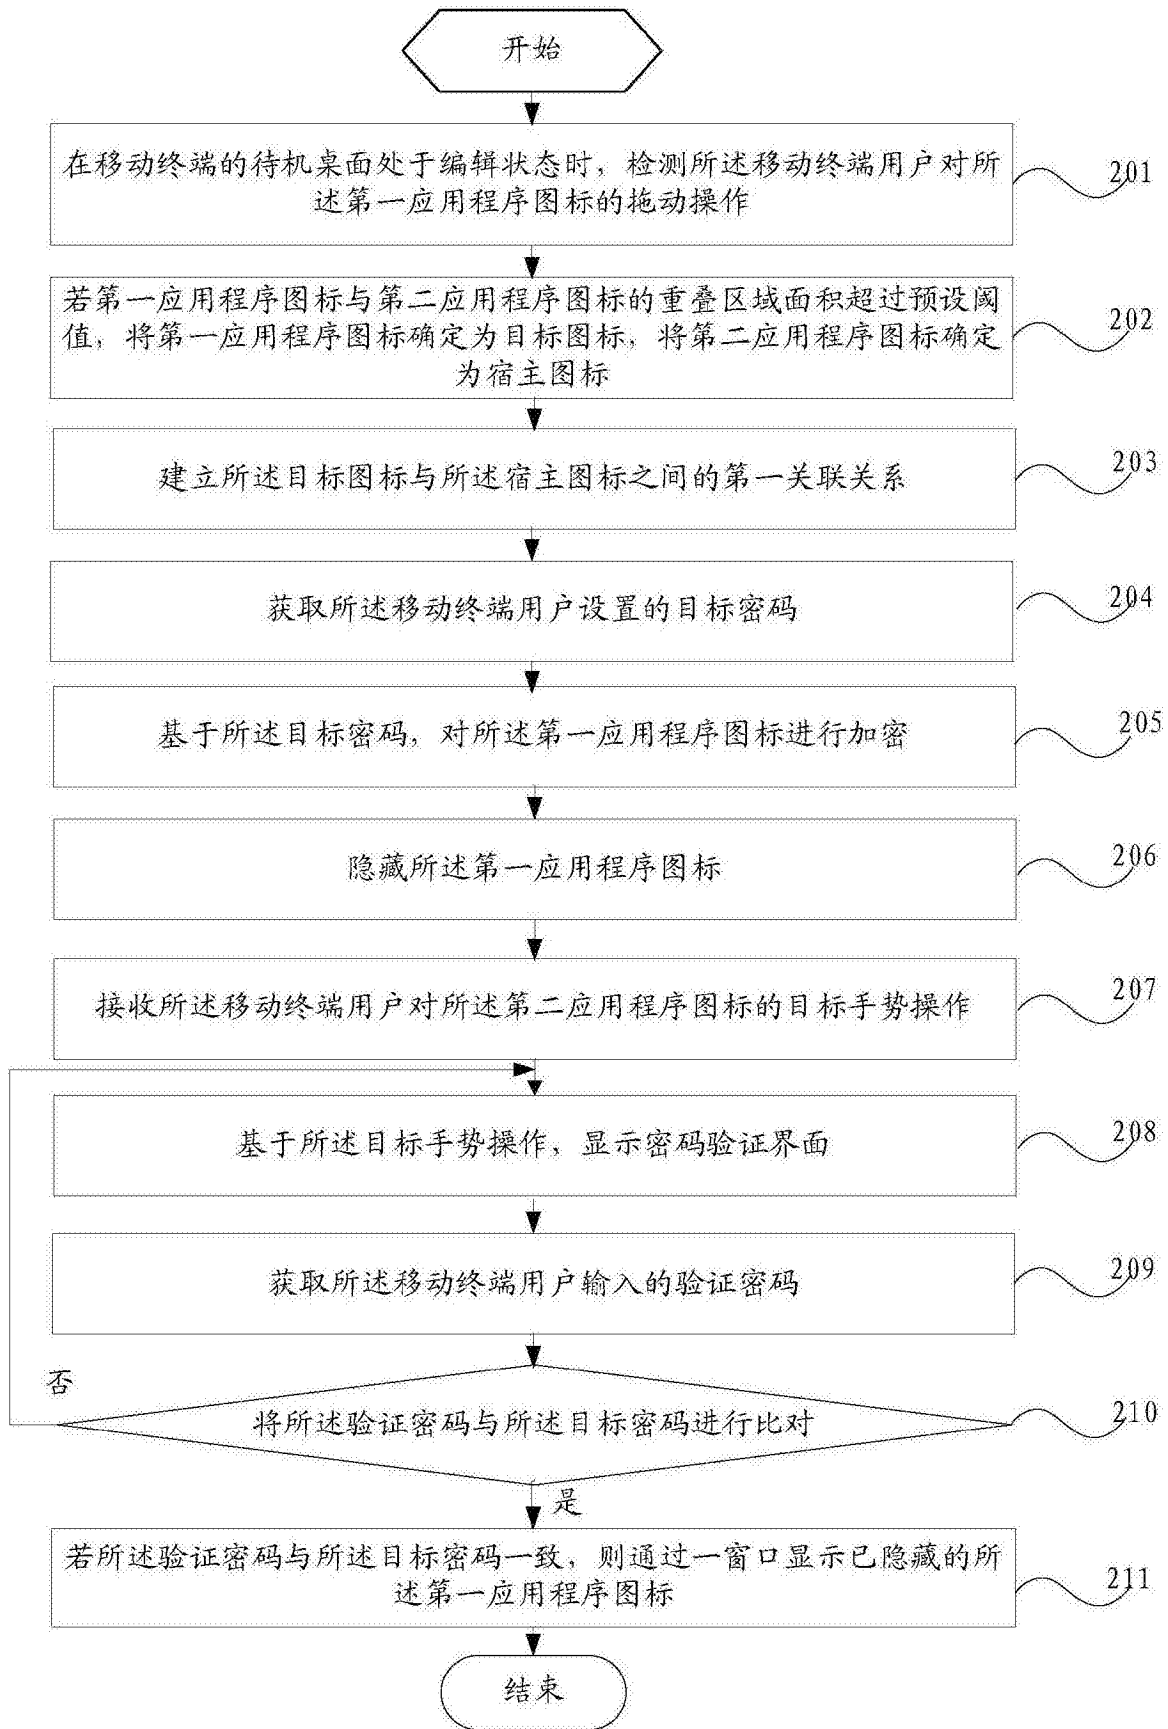 开始
在移动终端的待机桌面处于编辑状态时，检测所述移动终端用户对所
述第一应用程序图标的拖动操作
201
若第一应用程序图标与第二应用程序图标的重叠区域面积超过预设阈
值，将第一应用程序图标确定为目标图标，将第二应用程序图标确定
为宿主图标
202
建立所述目标图标与所述宿主图标之间的第一关联关系
203
获取所述移动终端用户设置的目标密码
204
基于所述目标密码，对所述第一应用程序图标进行加密
205
隐藏所述第一应用程序图标
206
接收所述移动终端用户对所述第二应用程序图标的目标手势操作
207
基于所述目标手势操作，显示密码验证界面
208
获取所述移动终端用户输入的验证密码
209
否
将所述验证密码与所述目标密码进行比对
210
是
若所述验证密码与所述目标密码一致，则通过一窗口显示已隐藏的所
述第一应用程序图标
211
结束